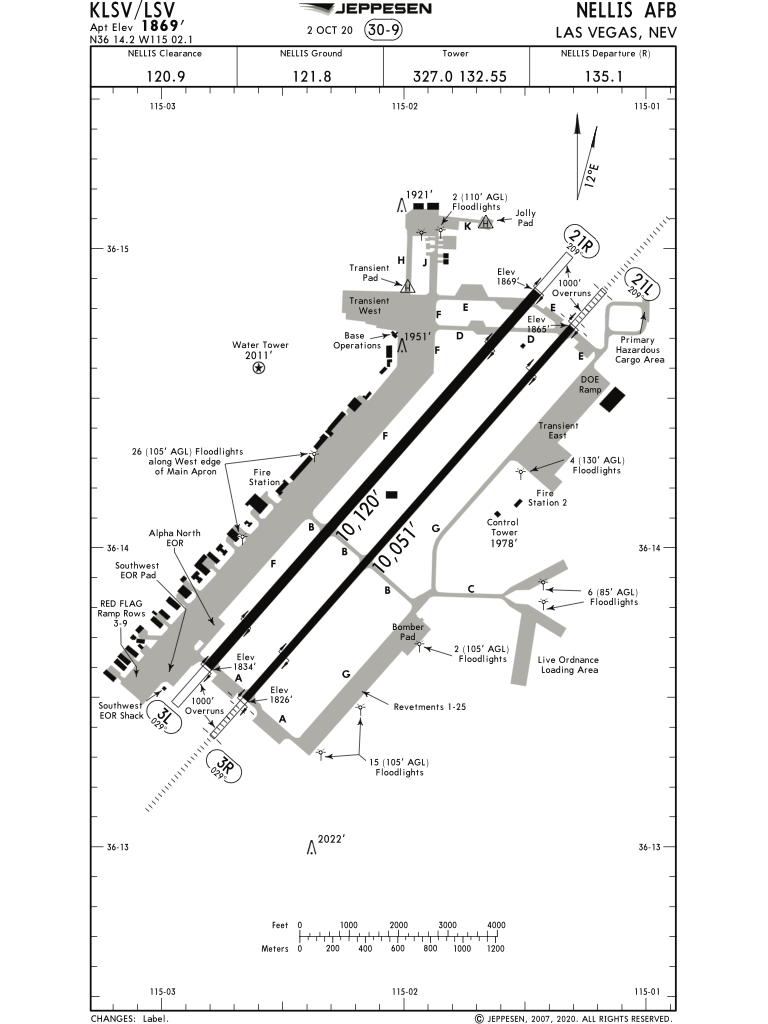 KLSV/LSV
Apt Elev 1869'
N36 14.2 W115 02.1
JEPPESEN
2 OCT 20
30-9
NELLIS AFB
LAS VEGAS, NEV
NELLIS Clearance
120.9
NELLIS Ground
121.8
Tower
327.0 132.55
NELLIS Departure (R)
135.1
115-03
115-02
115-01
12°E
1921'
2 (110' AGL)
Floodlights
K
H
Jolly
Pad
36-15
H
J
Transient
Pad
H
21R
209°
Elev
1869'
1000'
Overruns
21L
209°
Transient
West
E
E
F
Elev
1865'
Base
Operations
1951'
D
D
F
E
Primary
Hazardous
Cargo Area
Water Tower
2011'
DOE
Ramp
F
Transient
East
26 (105' AGL) Floodlights
along West edge
of Main Apron
4 (130' AGL)
Floodlights
Fire
Station
Fire
Station 2
10,120'
10,051'
Control
Tower
1978'
B
G
Alpha North
EOR
36-14
B
F
Southwest
EOR Pad
B
C
6 (85' AGL)
Floodlights
RED FLAG
Ramp Rows
3-9
Bomber
Pad
2 (105' AGL)
Floodlights
Elev
1834'
Live Ordnance
Loading Area
A
G
Elev
1826'
1000'
Overruns
Southwest
EOR Shack
3L
029°
A
Revetments 1-25
3R
029°
15 (105' AGL)
Floodlights
2022'
36-13
Feet 0 1000 2000 3000 4000
Meters 0 200 400 600 800 1000 1200
115-03
115-02
115-01
CHANGES: Label.
© JEPPESEN, 2007, 2020. ALL RIGHTS RESERVED.
36-15
36-14
36-13